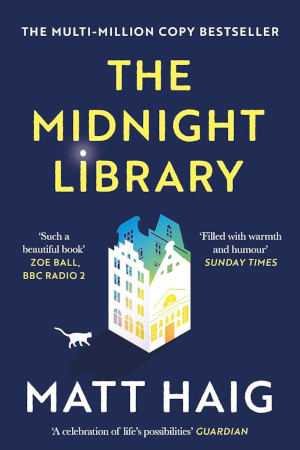 THE MULTI-MILLION COPY BESTSELLER
THE
MIDNIGHT
LiBRARY
‘Such a
beautiful book’
ZOE BALL,
BBC RADIO 2
‘Filled with warmth
and humour’
SUNDAY TIMES
MATT HAIG
‘A celebration of life’s possibilities’ GUARDIAN